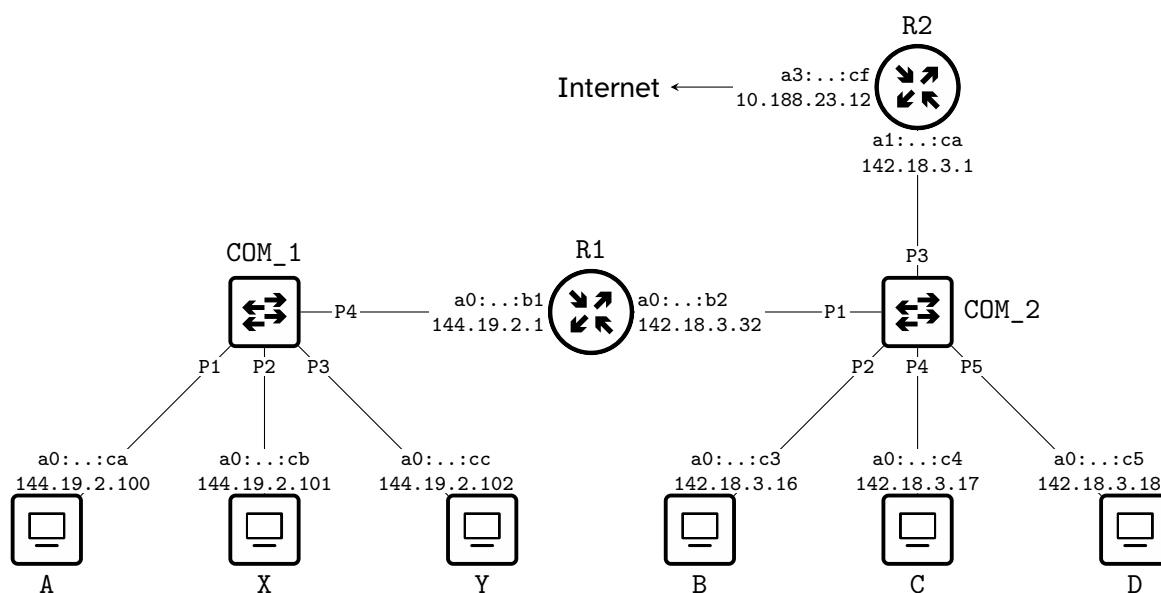 R2
a3:..:cf
Internet
10.188.23.12
a1:..:ca
142.18.3.1
COM_1
R1
P3
a0:..:b1
a0:..:b2
COM_2
P4
144.19.2.1
142.18.3.32
P1
P1 P2 P3
P2 P4 P5
a0:..:ca
144.19.2.100
a0:..:cb
144.19.2.101
a0:..:cc
144.19.2.102
a0:..:c3
142.18.3.16
a0:..:c4
142.18.3.17
a0:..:c5
142.18.3.18
A
X
Y
B
C
D